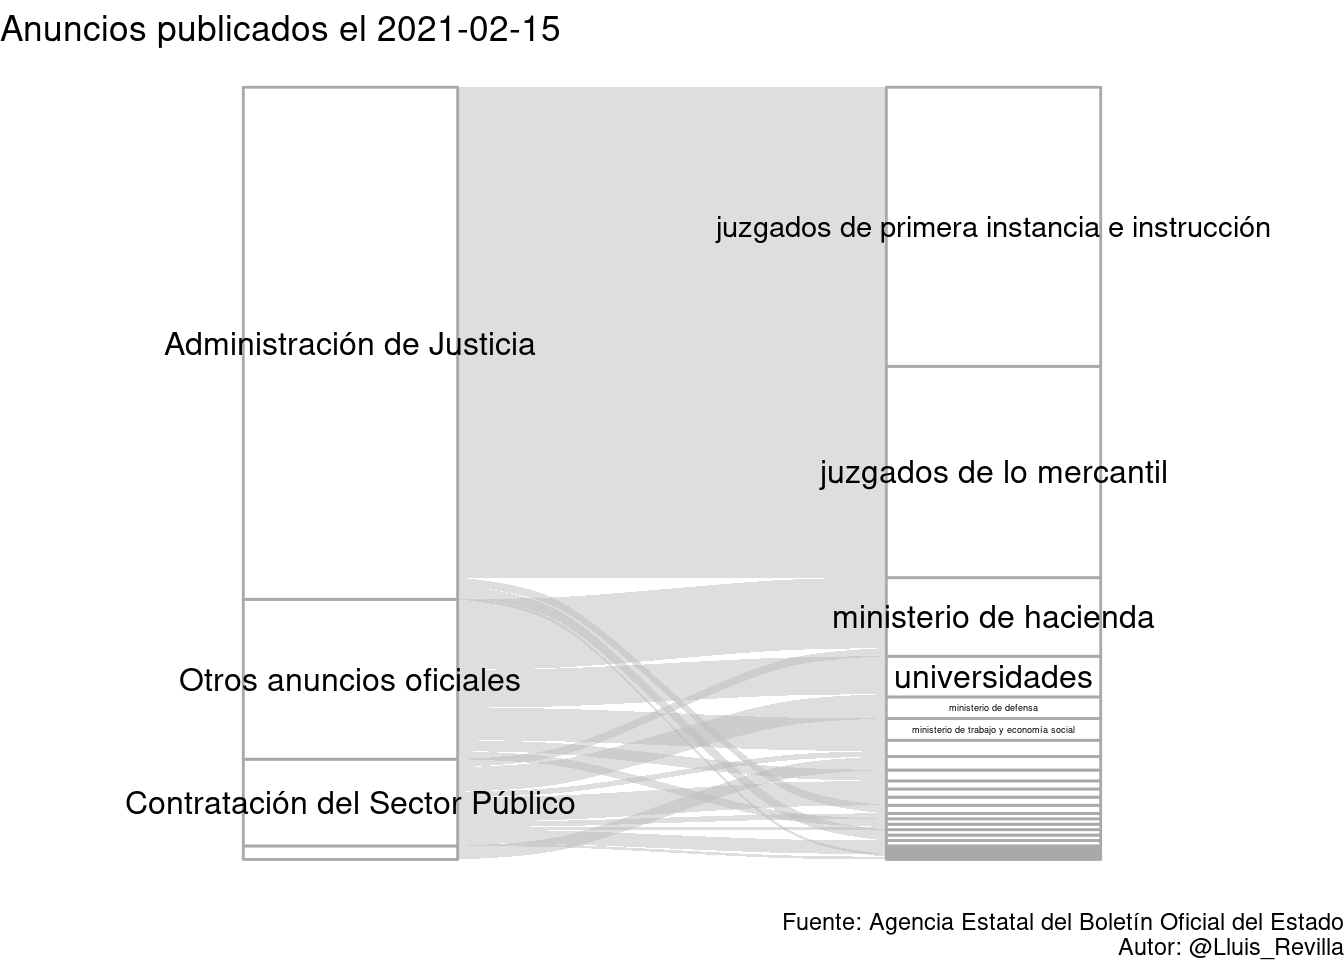 Anuncios publicados el 2021-02-15
juzgados de primera instancia e instrucción
Administración de Justicia
juzgados de lo mercantil
ministerio de hacienda
Otros anuncios oficiales
universidades
ministerio de defensa
ministerio de trabajo y economía social
Contratación del Sector Público
Fuente: Agencia Estatal del Boletín Oficial del Estado
Autor: @Lluis_Revilla